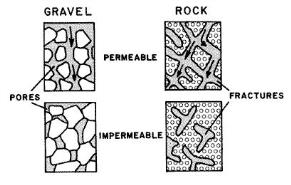 GRAVEL
ROCK
PERMEABLE
PORES
FRACTURES
IMPERMEABLE